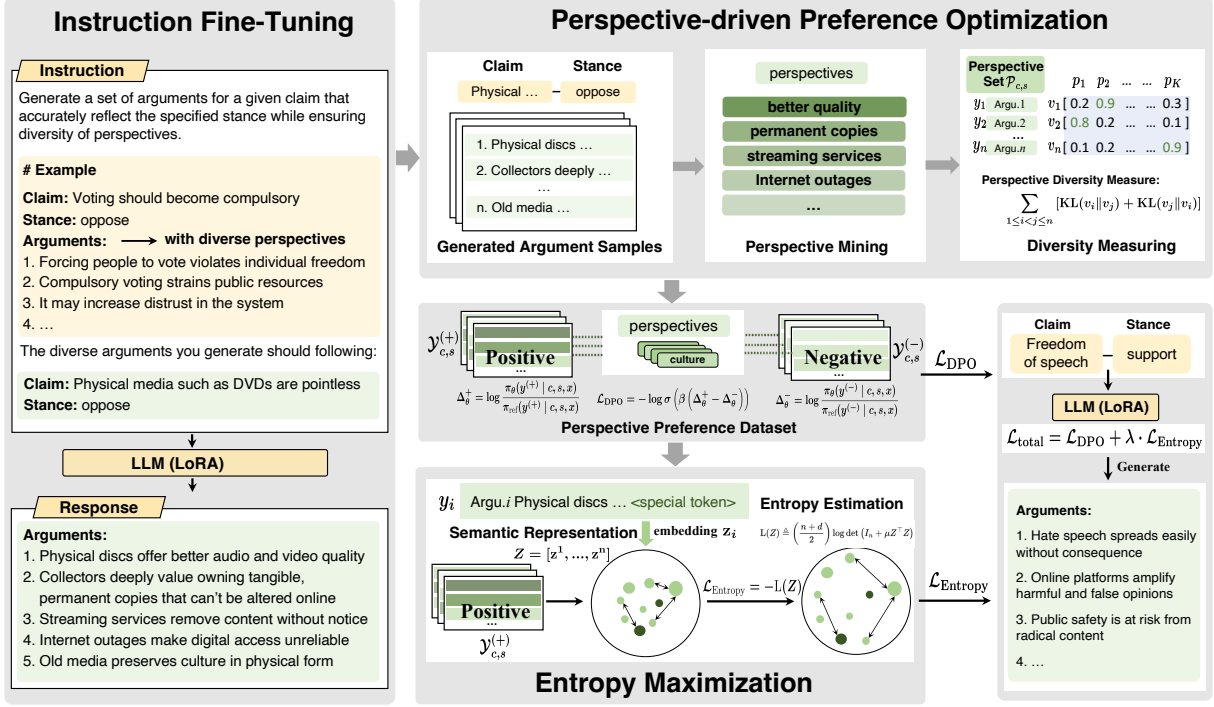 Instruction Fine-Tuning
Instruction
Generate a set of arguments for a given claim that
accurately reflect the specified stance while ensuring
diversity of perspectives.
# Example
Claim: Voting should become compulsory
Stance: oppose
Arguments: → with diverse perspectives
1. Forcing people to vote violates individual freedom
2. Compulsory voting strains public resources
3. It may increase distrust in the system
4. ...
The diverse arguments you generate should following:
Claim: Physical media such as DVDs are pointless
Stance: oppose
LLM (LoRA)
Response
Arguments:
1. Physical discs offer better audio and video quality
2. Collectors deeply value owning tangible,
permanent copies that can't be altered online
3. Streaming services remove content without notice
4. Internet outages make digital access unreliable
5. Old media preserves culture in physical form
Perspective-driven Preference Optimization
Claim Stance
Physical ... oppose
1. Physical discs ...
2. Collectors deeply ...
...
n. Old media ...
Generated Argument Samples
perspectives
better quality
permanent copies
streaming services
Internet outages
...
Perspective Mining
Perspective
Set 𝒫c,s p1 p2 ... ... pK
y1 Argu.1 v1 [ 0.2 0.9 ... ... 0.3 ]
y2 Argu.2 v2 [ 0.8 0.2 ... ... 0.1 ]
...
yn Argu.n vn [ 0.1 0.2 ... ... 0.9 ]
Perspective Diversity Measure:
∑ 1≤i<j≤n [KL(vi∥vj) + KL(vj∥vi)]
Diversity Measuring
𝒴c,s(+) Positive ...
perspectives
culture
Negative ... 𝒴c,s(−)
Δθ+ = log πθ(y(+) | c, s, x) / πref(y(+) | c, s, x)
ℒDPO = −log σ (β (Δθ+ − Δθ−))
Δθ− = log πθ(y(−) | c, s, x) / πref(y(−) | c, s, x)
Perspective Preference Dataset
ℒDPO
yi Argu.i Physical discs ... <special token>
Semantic Representation
embedding zi
Entropy Estimation
L(Z) ≜ ((n + d) / 2) log det (In + μZ⊤Z)
Z = [z1, ..., zn]
Positive
...
𝒴c,s(+)
ℒEntropy = −L(Z)
ℒEntropy
Entropy Maximization
Claim Stance
Freedom
of speech
support
LLM (LoRA)
ℒtotal = ℒDPO + λ · ℒEntropy
Generate
Arguments:
1. Hate speech spreads easily
without consequence
2. Online platforms amplify
harmful and false opinions
3. Public safety is at risk from
radical content
4. ...